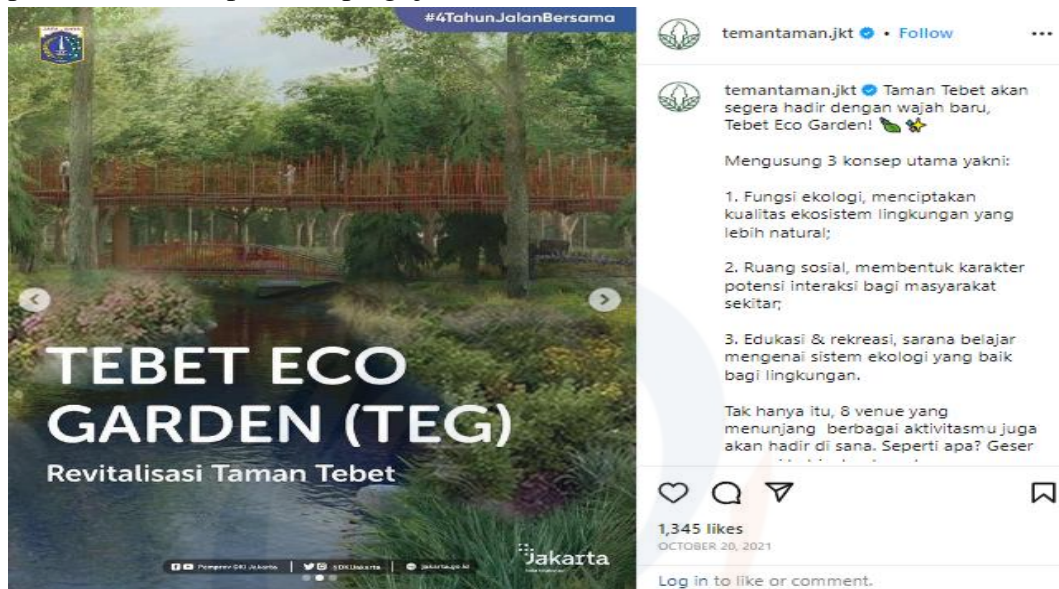 #4TahunJalanBersama
TEBET ECO
GARDEN (TEG)
Revitalisasi Taman Tebet
Pemprov DKI Jakarta | @DKIJakarta | jakarta.go.id
Jakarta
temantaman.jkt • Follow
temantaman.jkt Taman Tebet akan
segera hadir dengan wajah baru,
Tebet Eco Garden!
Mengusung 3 konsep utama yakni:
1. Fungsi ekologi, menciptakan
kualitas ekosistem lingkungan yang
lebih natural;
2. Ruang sosial, membentuk karakter
potensi interaksi bagi masyarakat
sekitar;
3. Edukasi & rekreasi, sarana belajar
mengenai sistem ekologi yang baik
bagi lingkungan.
Tak hanya itu, 8 venue yang
menunjang berbagai aktivitasmu juga
akan hadir di sana. Seperti apa? Geser
1,345 likes
OCTOBER 20, 2021
Log in to like or comment.